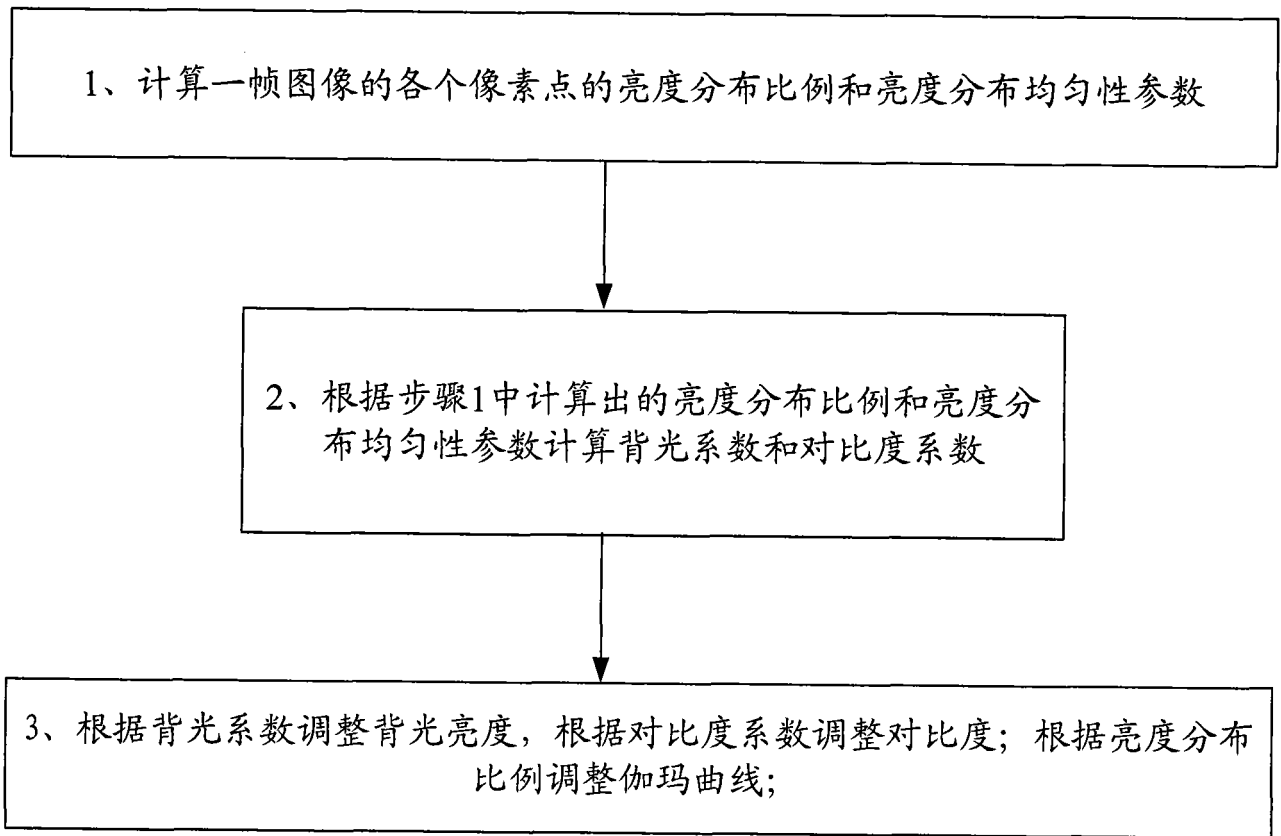 1、计算一帧图像的各个像素点的亮度分布比例和亮度分布均匀性参数
2、根据步骤1中计算出的亮度分布比例和亮度分
布均匀性参数计算背光系数和对比度系数
3、根据背光系数调整背光亮度，根据对比度系数调整对比度；根据亮度分布
比例调整伽玛曲线；